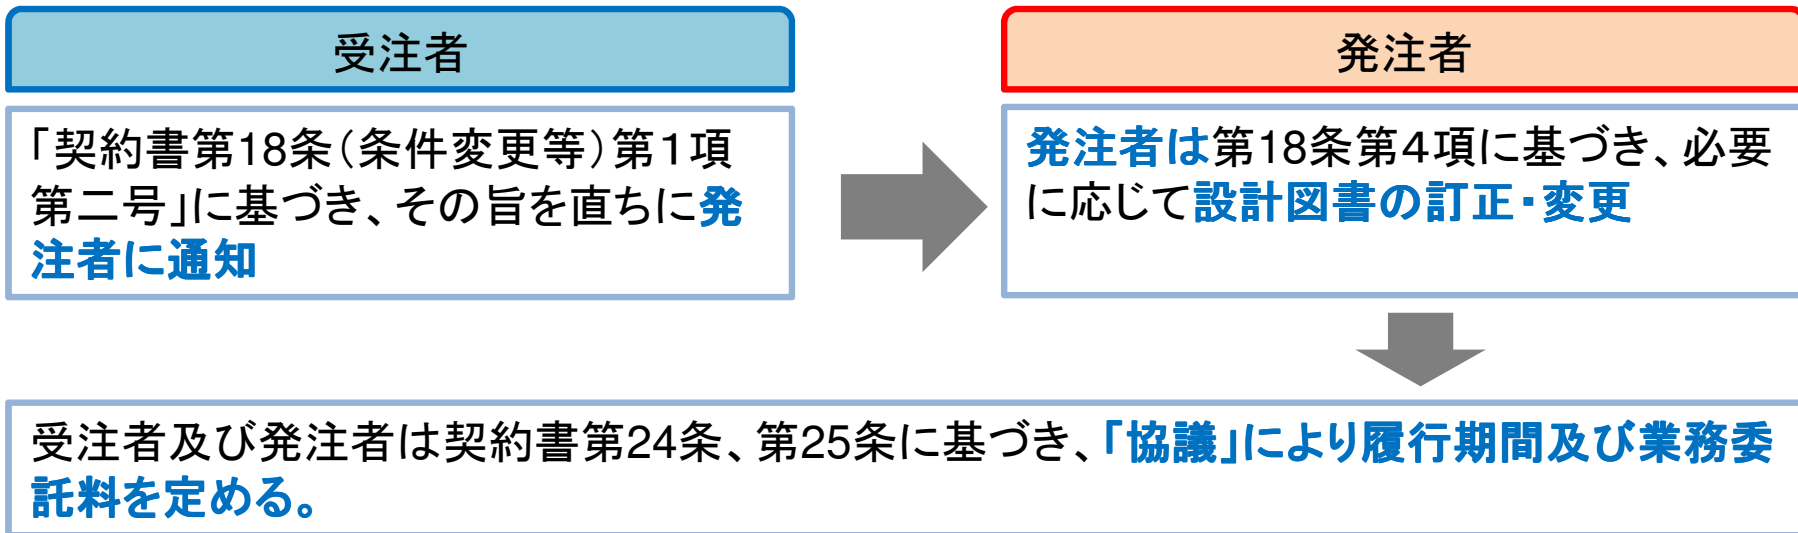 受注者
発注者
「契約書第18条(条件変更等)第1項
第二号」に基づき、その旨を直ちに発
注者に通知
発注者は第18条第4項に基づき、必要
に応じて設計図書の訂正・変更
受注者及び発注者は契約書第24条、第25条に基づき、「協議」により履行期間及び業務委
託料を定める。